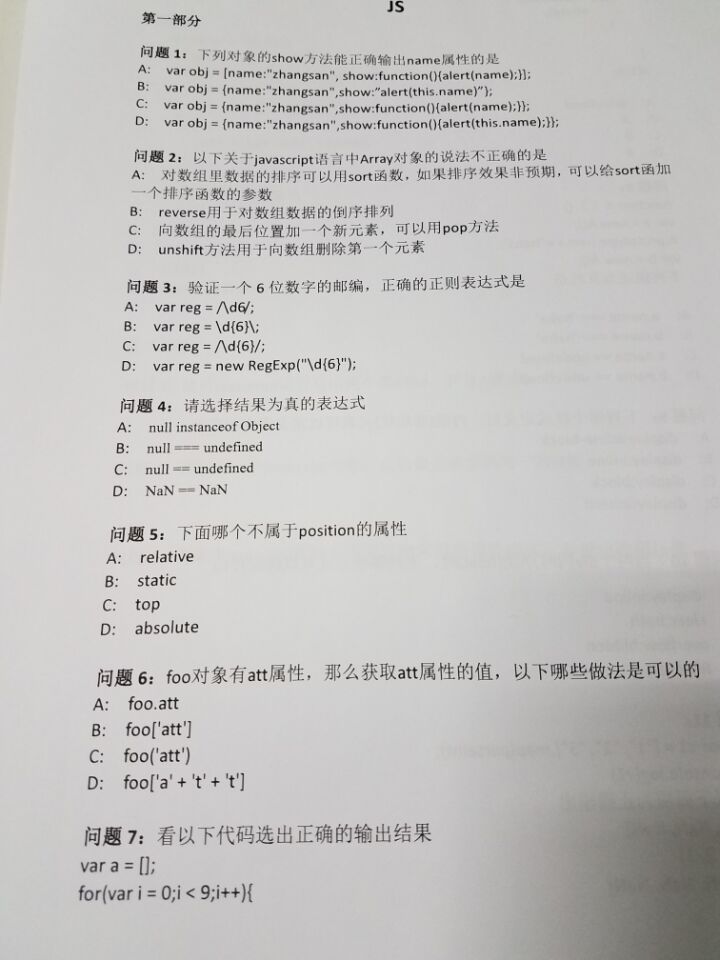 JS
第一部分
问题 1：下列对象的show方法能正确输出name属性的是
A: var obj = [name:"zhangsan", show:function(){alert(name);}];
B: var obj = {name:"zhangsan",show:"alert(this.name)"};
C: var obj = {name:"zhangsan",show:function(){alert(name);}};
D: var obj = {name:"zhangsan",show:function(){alert(this.name);}};
问题 2：以下关于javascript语言中Array对象的说法不正确的是
A: 对数组里数据的排序可以用sort函数，如果排序效果非预期，可以给sort函加
一个排序函数的参数
B: reverse用于对数组数据的倒序排列
C: 向数组的最后位置加一个新元素，可以用pop方法
D: unshift方法用于向数组删除第一个元素
问题 3：验证一个 6 位数字的邮编，正确的正则表达式是
A: var reg = /\d6/;
B: var reg = \d{6}\;
C: var reg = /\d{6}/;
D: var reg = new RegExp("\d{6}");
问题 4：请选择结果为真的表达式
A: null instanceof Object
B: null === undefined
C: null == undefined
D: NaN == NaN
问题 5：下面哪个不属于position的属性
A: relative
B: static
C: top
D: absolute
问题 6：foo对象有att属性，那么获取att属性的值，以下哪些做法是可以的
A: foo.att
B: foo['att']
C: foo('att')
D: foo['a' + 't' + 't']
问题 7：看以下代码选出正确的输出结果
var a = [];
for(var i = 0;i < 9;i++){